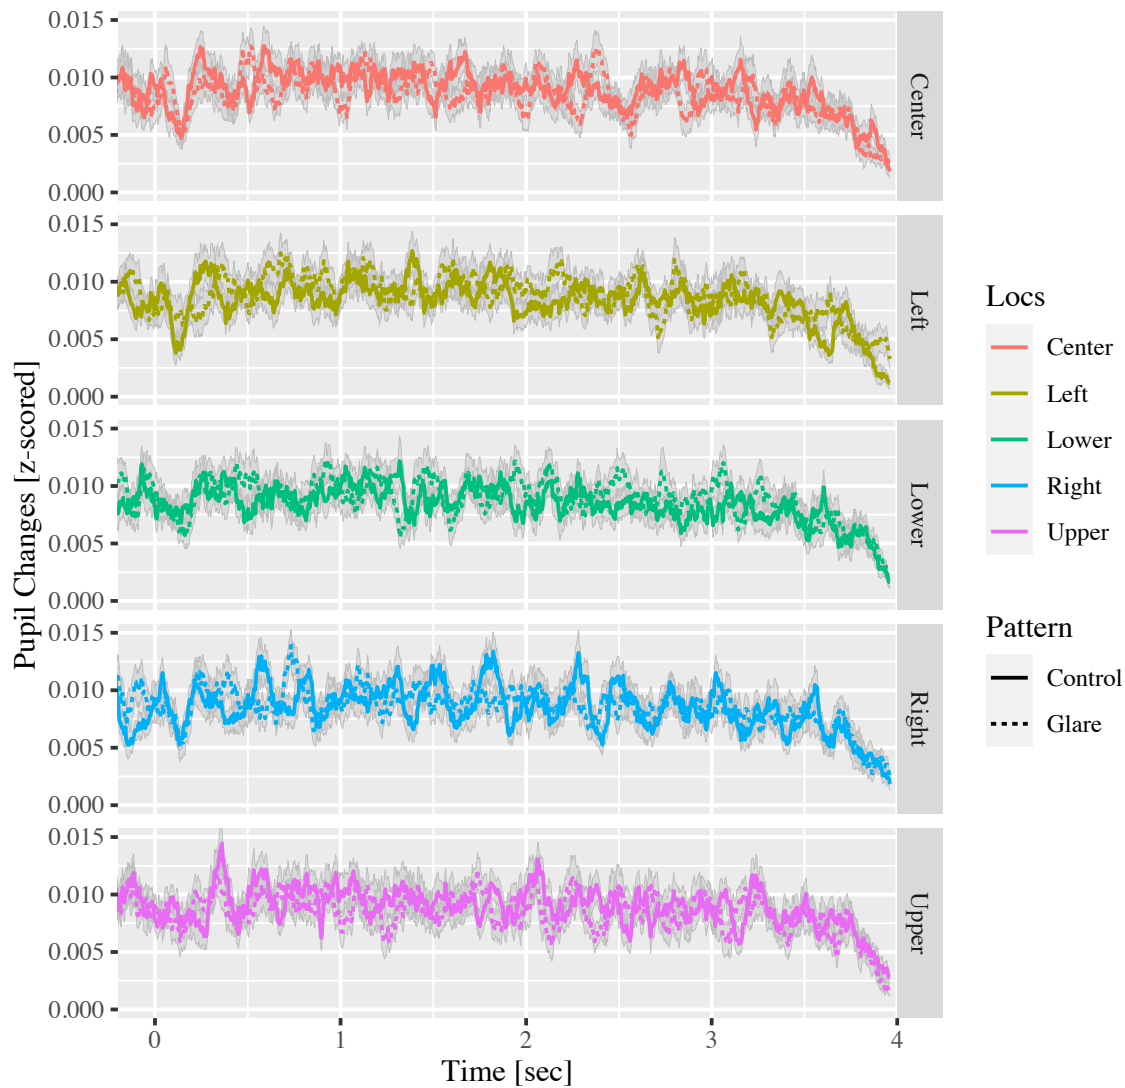 Pupil Changes [z-scored]
0.015
0.010
0.005
0.000
Center
0.015
0.010
0.005
0.000
Left
0.015
0.010
0.005
0.000
Lower
0.015
0.010
0.005
0.000
Right
0.015
0.010
0.005
0.000
Upper
0 1 2 3 4
Time [sec]
Locs
Center
Left
Lower
Right
Upper
Pattern
Control
Glare